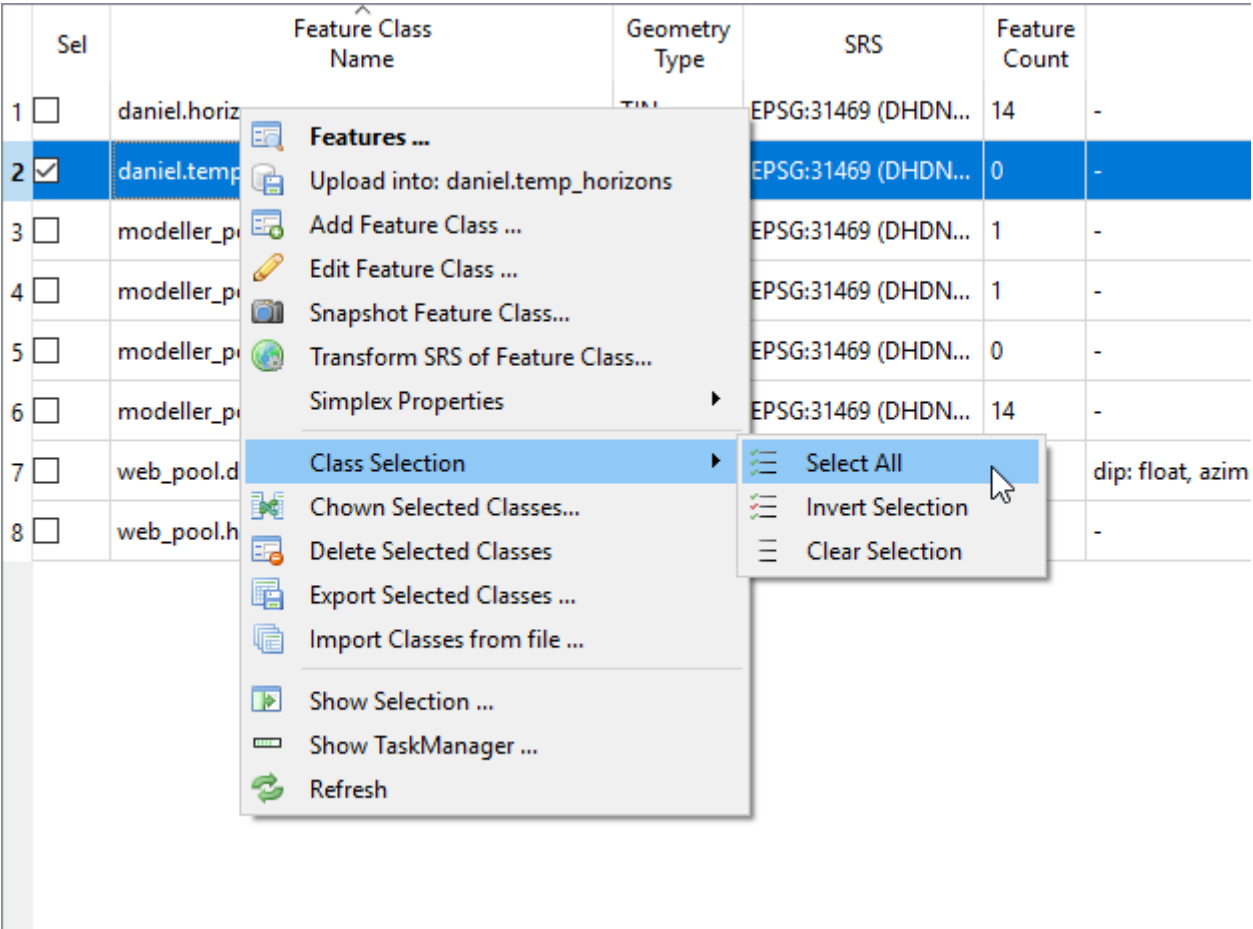 Sel Feature Class Name Geometry Type SRS Feature Count
1 daniel.horiz EPSG:31469 (DHDN... 14 -
2 daniel.temp EPSG:31469 (DHDN... 0 -
3 modeller_p EPSG:31469 (DHDN... 1 -
4 modeller_p EPSG:31469 (DHDN... 1 -
5 modeller_p EPSG:31469 (DHDN... 0 -
6 modeller_p EPSG:31469 (DHDN... 14 -
7 web_pool.d dip: float, azim
8 web_pool.h -
Features ...
Upload into: daniel.temp_horizons
Add Feature Class ...
Edit Feature Class ...
Snapshot Feature Class...
Transform SRS of Feature Class...
Simplex Properties
Class Selection
Chown Selected Classes...
Delete Selected Classes
Export Selected Classes ...
Import Classes from file ...
Show Selection ...
Show TaskManager ...
Refresh
Select All
Invert Selection
Clear Selection